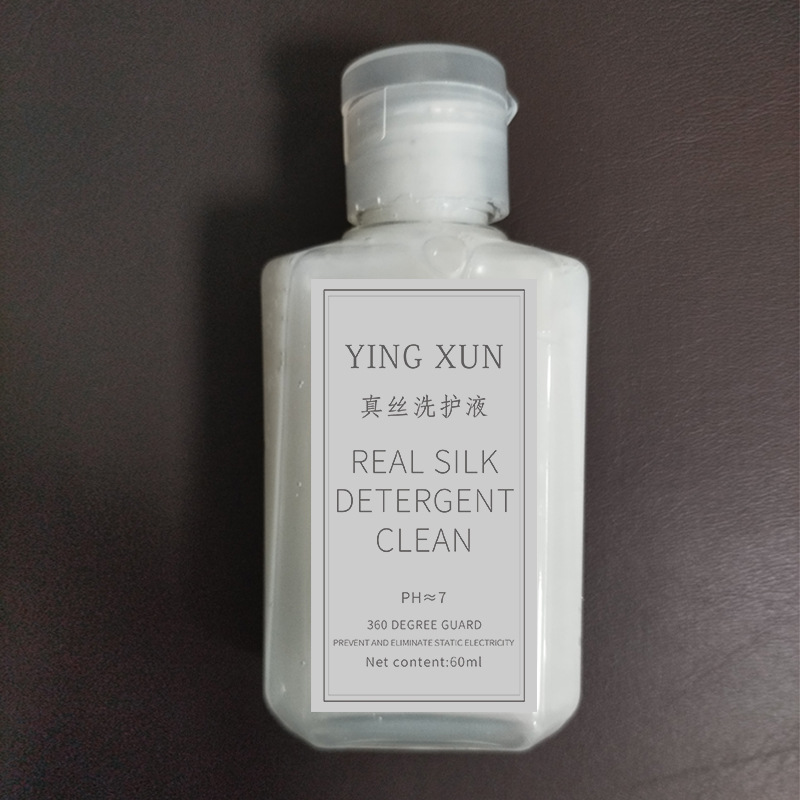 YING XUN
真丝洗护液
REAL SILK
DETERGENT
CLEAN
PH≈7
360 DEGREE GUARD
PREVENT AND ELIMINATE STATIC ELECTRICITY
Net content:60ml